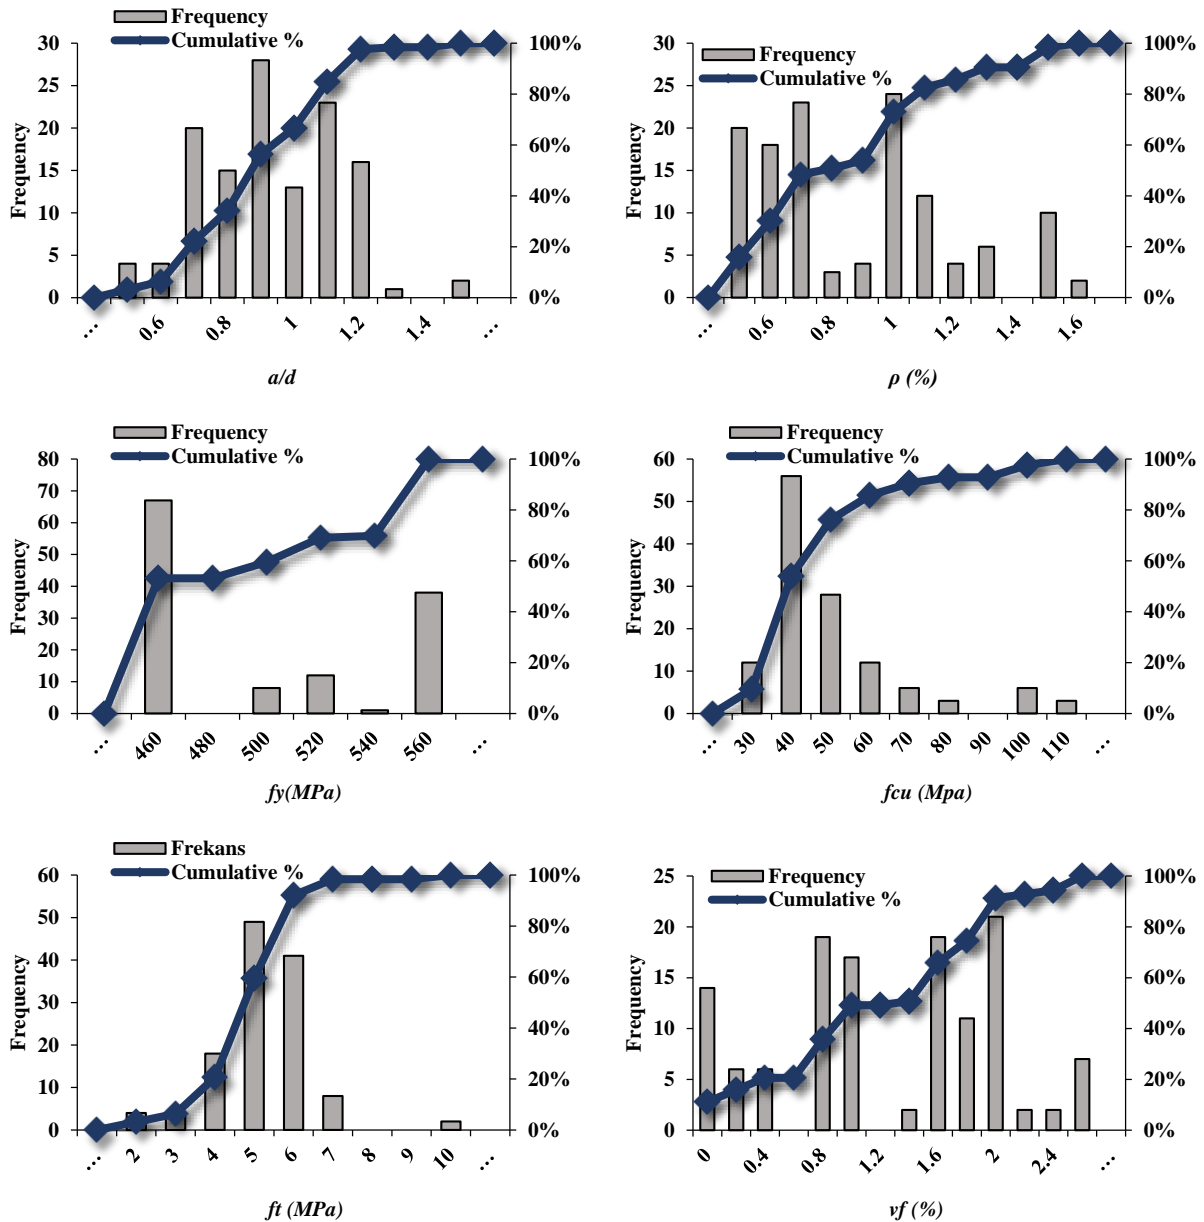 Frequency
Cumulative %
30
25
20
15
10
5
0
Frequency
100%
80%
60%
40%
20%
0%
... 0.6 0.8 1 1.2 1.4 ...
a/d
Frequency
Cumulative %
30
25
20
15
10
5
0
Frequency
100%
80%
60%
40%
20%
0%
... 0.6 0.8 1 1.2 1.4 1.6
ρ (%)
Frequency
Cumulative %
80
70
60
50
40
30
20
10
0
Frequency
100%
80%
60%
40%
20%
0%
... 460 480 500 520 540 560 ...
fy(MPa)
Frequency
Cumulative %
60
50
40
30
20
10
0
Frequency
100%
80%
60%
40%
20%
0%
... 30 40 50 60 70 80 90 100 110 ...
fcu (Mpa)
Frekans
Cumulative %
60
50
40
30
20
10
0
Frequency
100%
80%
60%
40%
20%
0%
... 2 3 4 5 6 7 8 9 10 ...
ft (MPa)
Frequency
Cumulative %
25
20
15
10
5
0
Frequency
100%
80%
60%
40%
20%
0%
0 0.4 0.8 1.2 1.6 2 2.4 ...
vf (%)